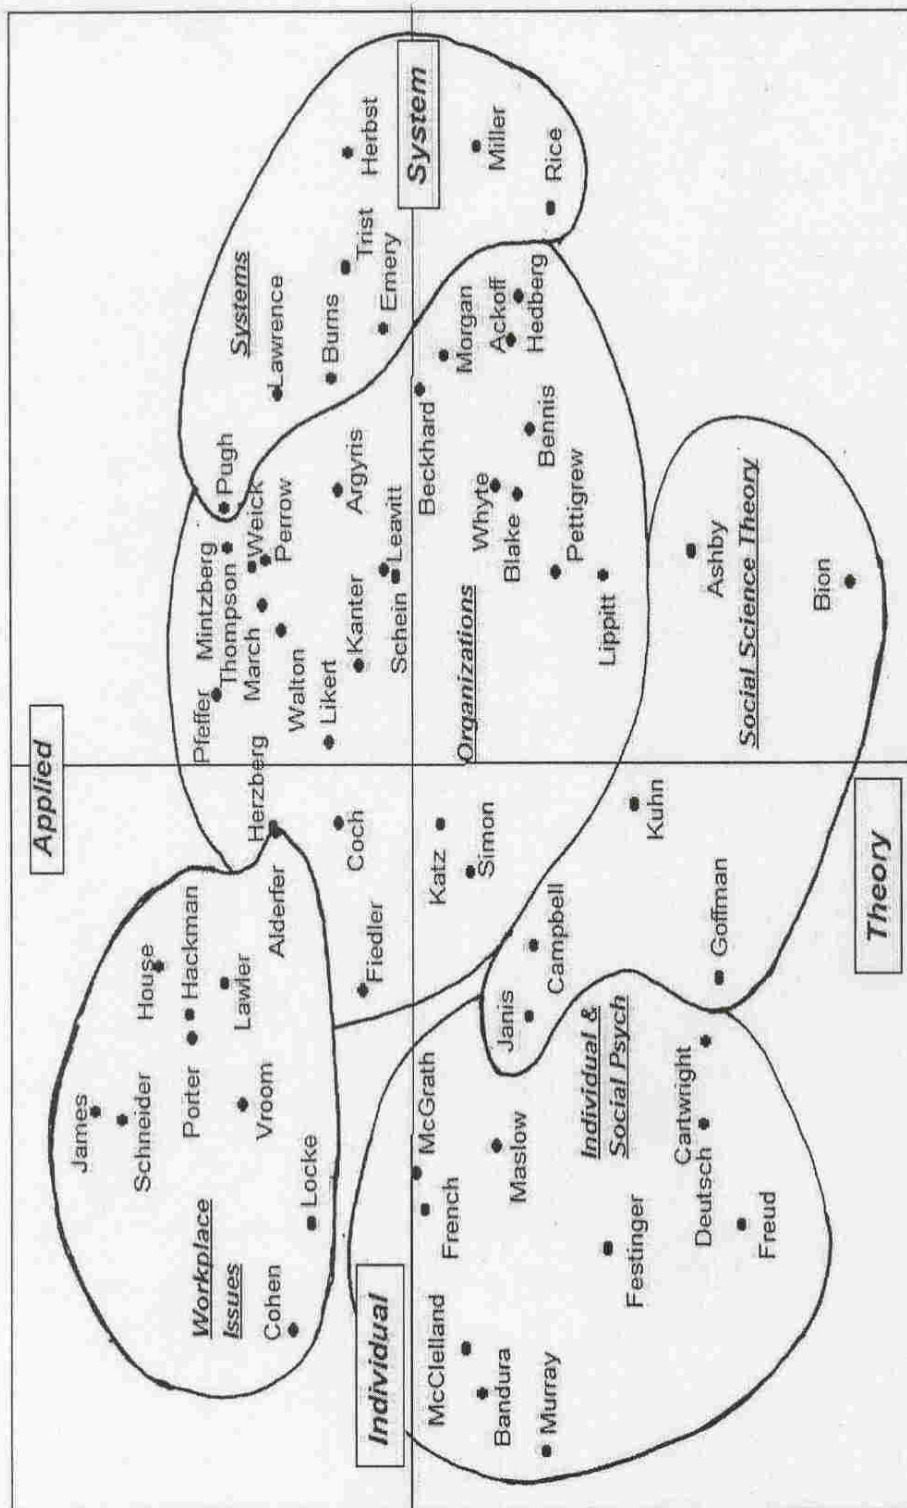 Applied
James
Schneider
House
Porter
Hackman
Workplace
Issues
Lawler
Vroom
Alderfer
Cohen
Locke
Pfeffer
Mintzberg
Thompson
Pugh
Weick
March
Perrow
Herzberg
Walton
Systems
Lawrence
Burns
Trist
Herbst
Emery
Likert
Kanter
Argyris
Schein
Leavitt
Coch
Fiedler
Individual
System
McGrath
French
McClelland
Bandura
Murray
Maslow
Janis
Campbell
Katz
Simon
Organizations
Beckhard
Morgan
Ackoff
Hedberg
Whyte
Blake
Bennis
Pettigrew
Lippitt
Miller
Rice
Individual &
Social Psych
Festinger
Cartwright
Deutsch
Freud
Kuhn
Goffman
Ashby
Social Science Theory
Bion
Theory